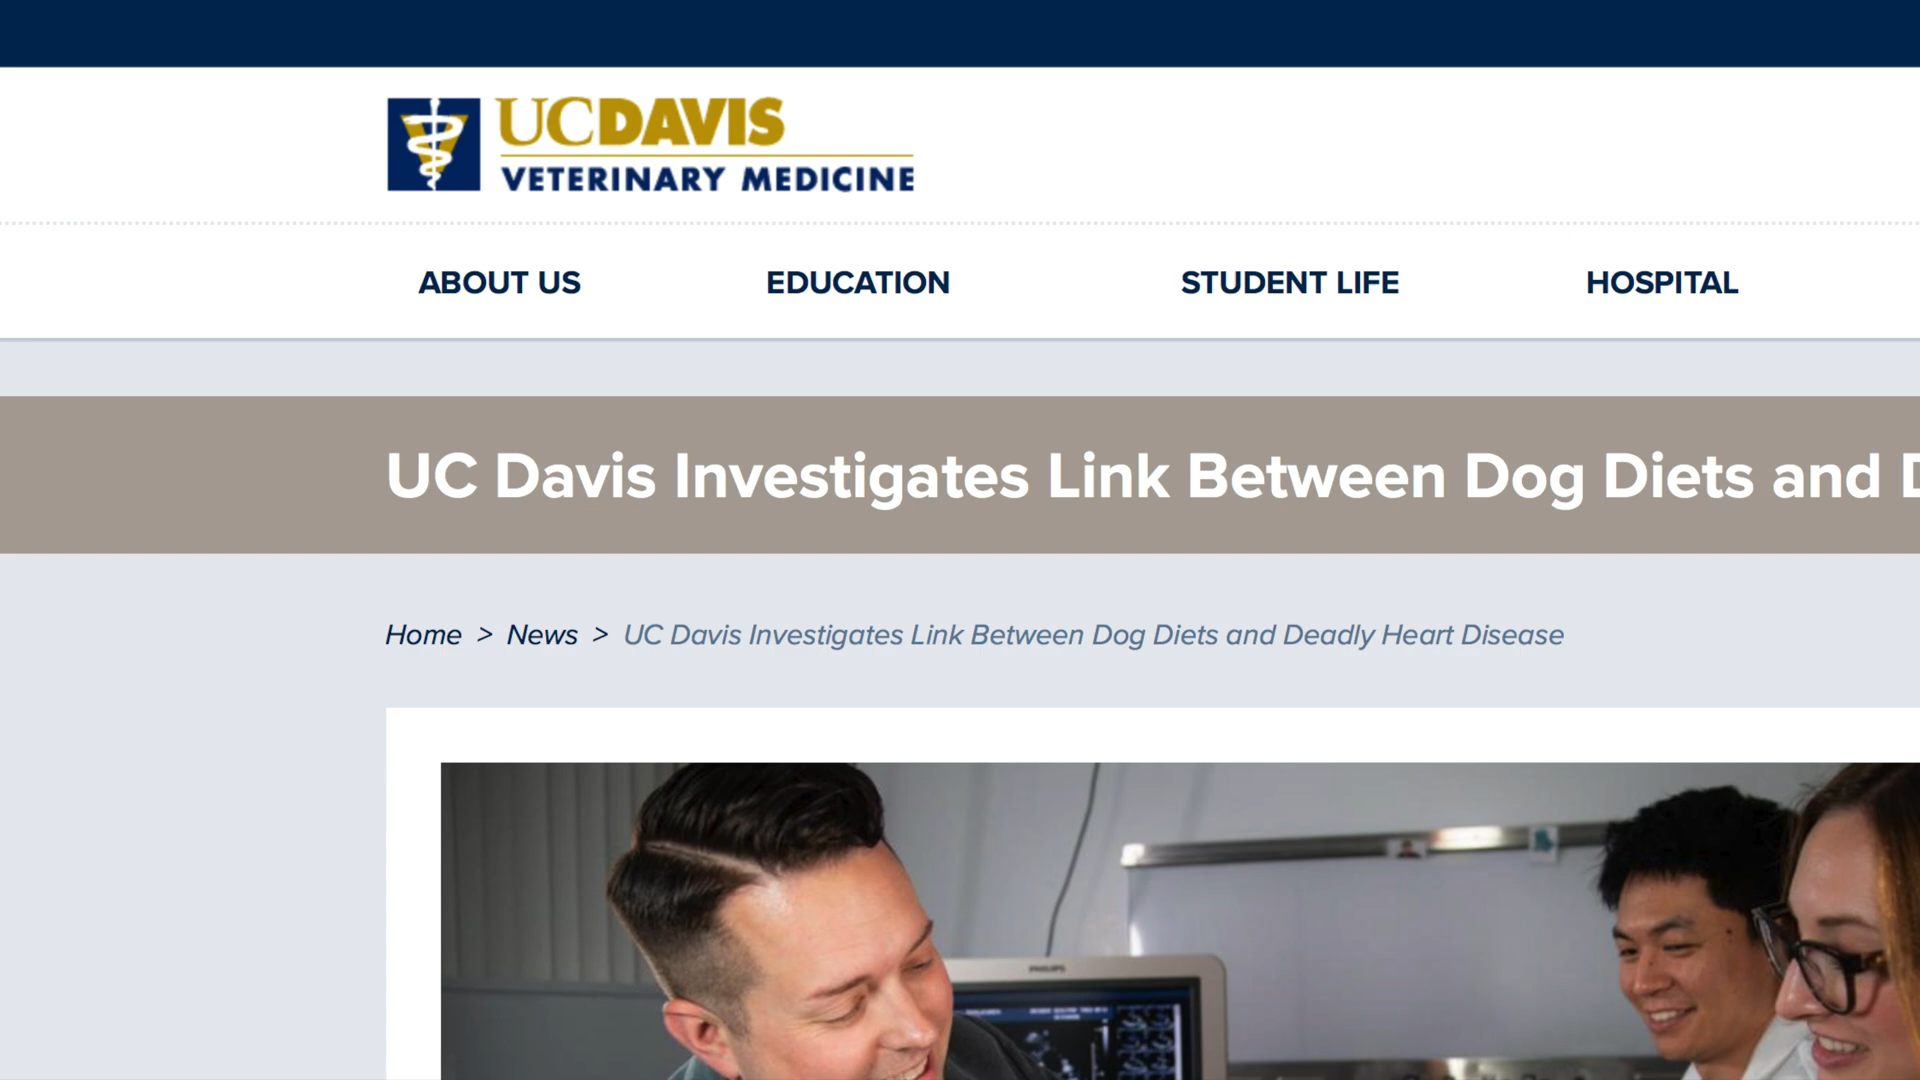 UCDAVIS
VETERINARY MEDICINE
ABOUT US EDUCATION STUDENT LIFE HOSPITAL
UC Davis Investigates Link Between Dog Diets and D
Home > News > UC Davis Investigates Link Between Dog Diets and Deadly Heart Disease
PHILIPS